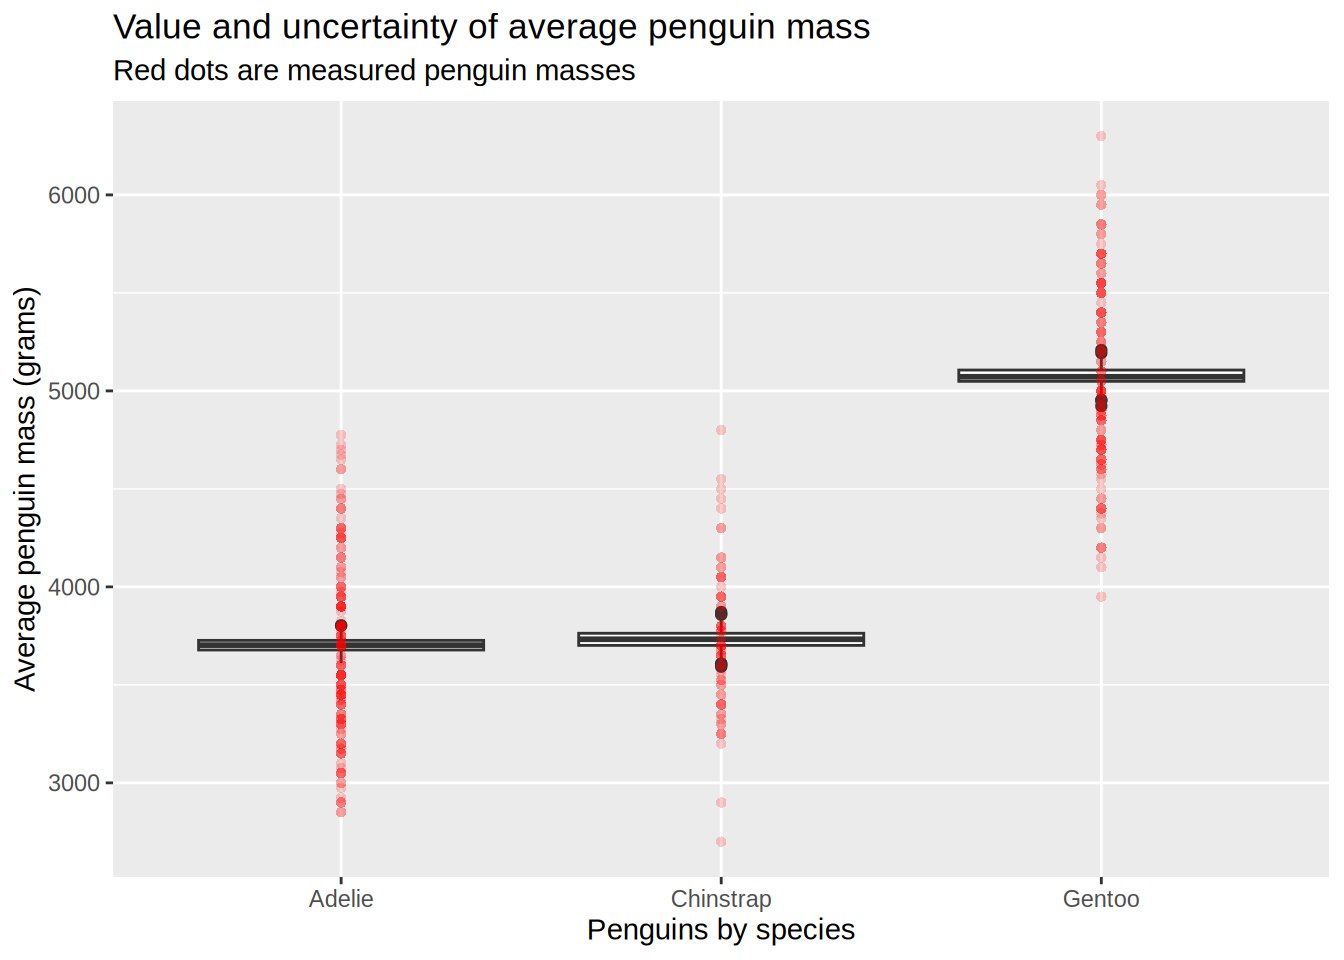 Value and uncertainty of average penguin mass
Red dots are measured penguin masses
Average penguin mass (grams)
6000
5000
4000
3000
Adelie
Chinstrap
Gentoo
Penguins by species